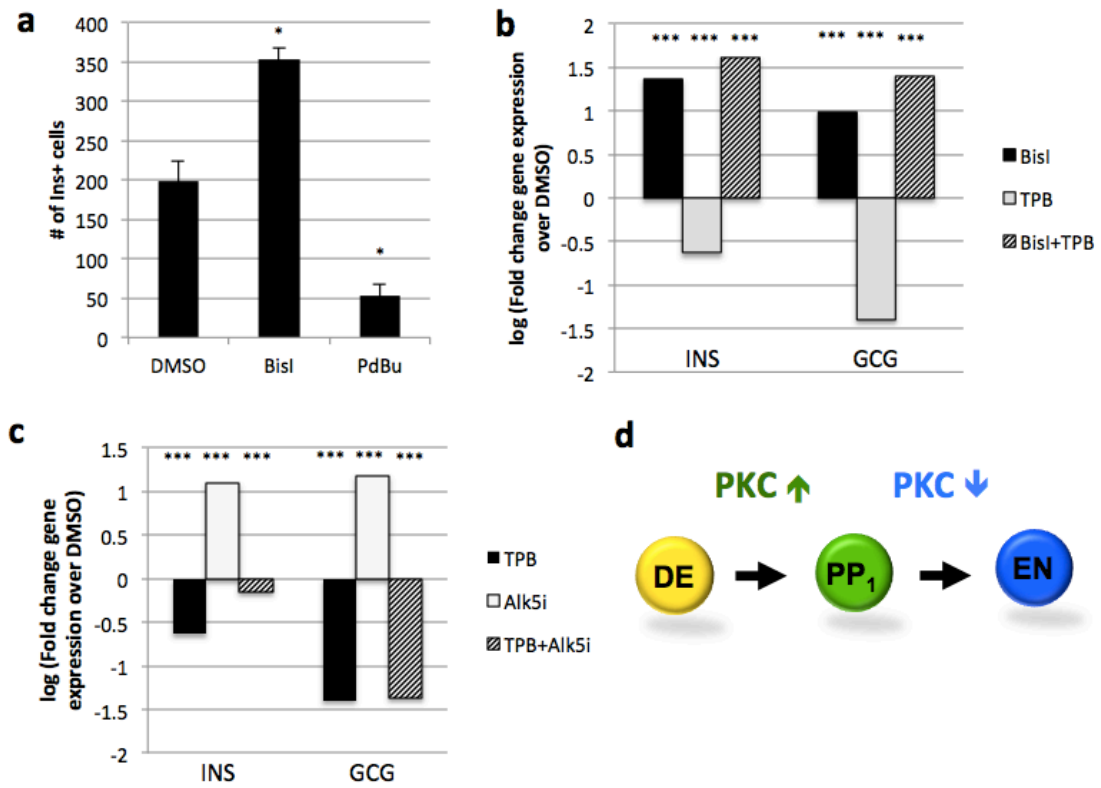 a
400
350
300
250
200
150
100
50
0
# of Ins+ cells
*
*
DMSO
BisI
PdBu
b
2
1.5
1
0.5
0
-0.5
-1
-1.5
-2
log (Fold change gene expression
over DMSO)
*** *** *** *** *** ***
INS
GCG
BisI
TPB
BisI+TPB
c
1.5
1
0.5
0
-0.5
-1
-1.5
-2
log (Fold change gene
expression over DMSO)
*** *** *** *** *** ***
INS
GCG
TPB
Alk5i
TPB+Alk5i
d
PKC ↑ PKC ↓
DE → PP₁ → EN